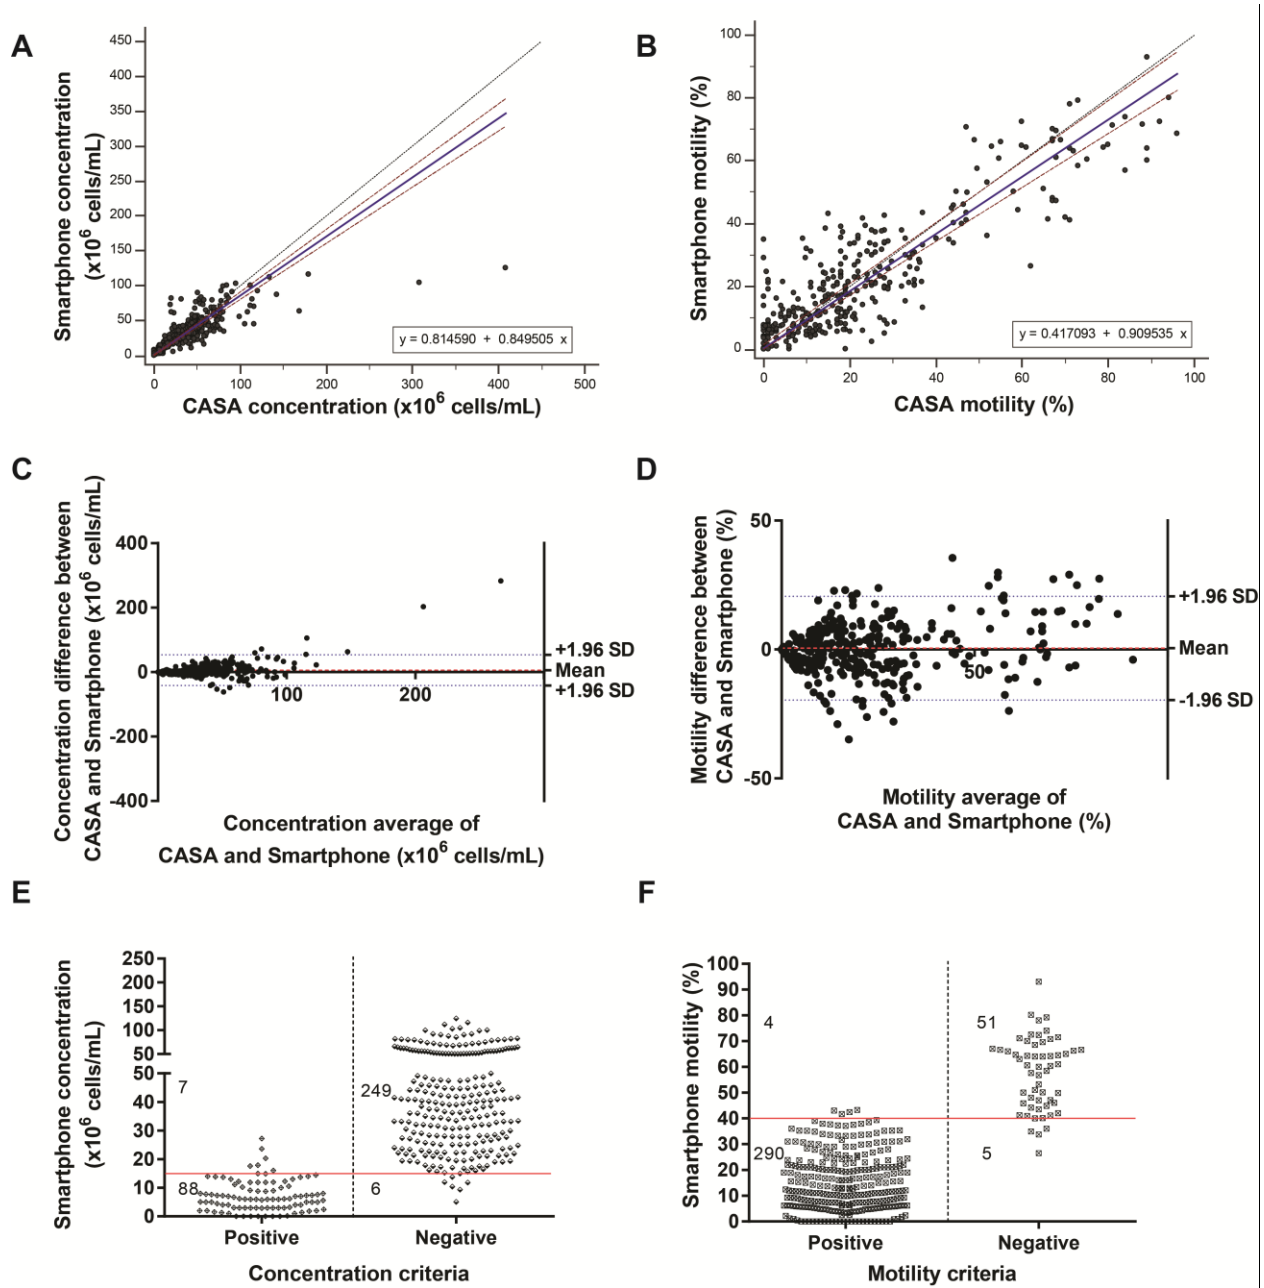 A
Smartphone concentration
(x10⁶ cells/mL)
450
400
350
300
250
200
150
100
50
0
y = 0.814590 + 0.849505 x
0 100 200 300 400 500
CASA concentration (x10⁶ cells/mL)
B
Smartphone motility (%)
100
80
60
40
20
0
y = 0.417093 + 0.909535 x
0 20 40 60 80 100
CASA motility (%)
C
Concentration difference between
CASA and Smartphone (x10⁶ cells/mL)
400
200
0
-200
-400
100 200
+1.96 SD
Mean
+1.96 SD
Concentration average of
CASA and Smartphone (x10⁶ cells/mL)
D
Motility difference between
CASA and Smartphone (%)
50
0
-50
50
+1.96 SD
Mean
-1.96 SD
Motility average of
CASA and Smartphone (%)
E
Smartphone concentration
(x10⁶ cells/mL)
250
200
150
100
50
50
40
30
20
10
0
7
249
88
6
Positive Negative
Concentration criteria
F
Smartphone motility (%)
100
90
80
70
60
50
40
30
20
10
0
4
51
290
5
Positive Negative
Motility criteria